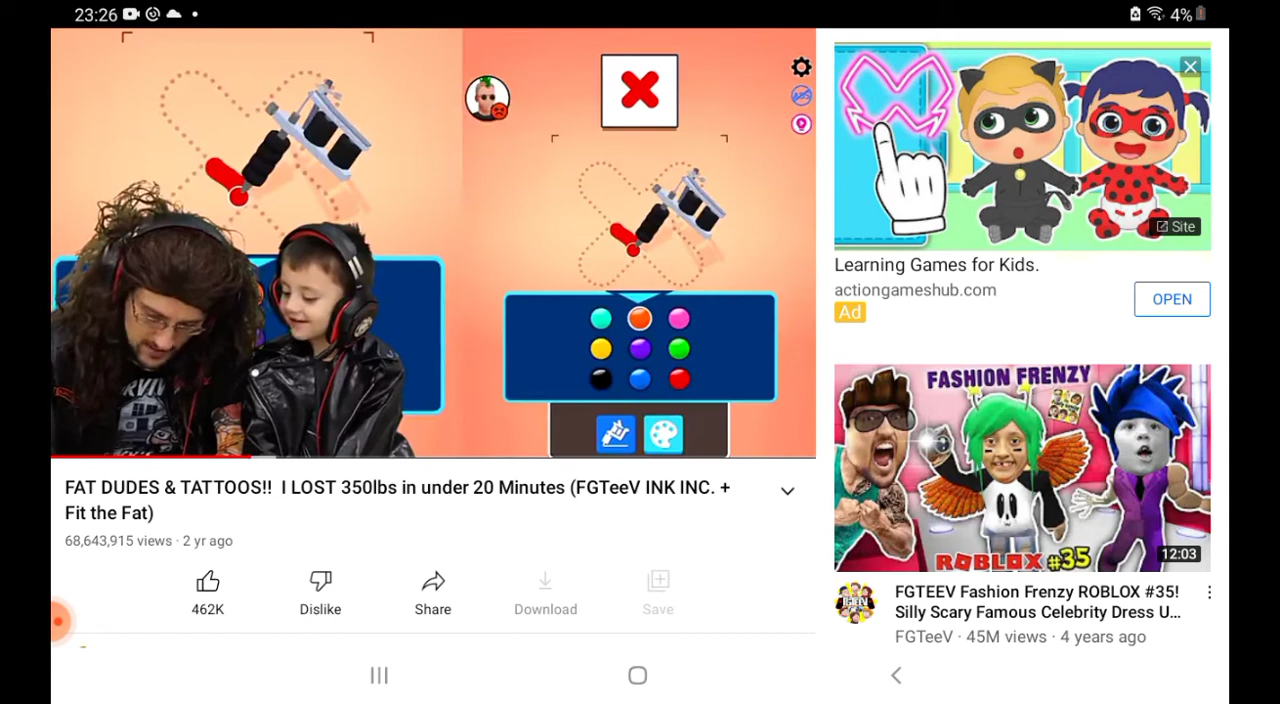 23:26
4%
Site
Learning Games for Kids.
actiongameshub.com
Ad
OPEN
FASHION FRENZY
ROBLOX #35
12:03
FAT DUDES & TATTOOS!! I LOST 350lbs in under 20 Minutes (FGTeeV INK INC. +
Fit the Fat)
68,643,915 views · 2 yr ago
462K
Dislike
Share
Download
Save
FGTEEV Fashion Frenzy ROBLOX #35!
Silly Scary Famous Celebrity Dress U...
FGTeeV · 45M views · 4 years ago